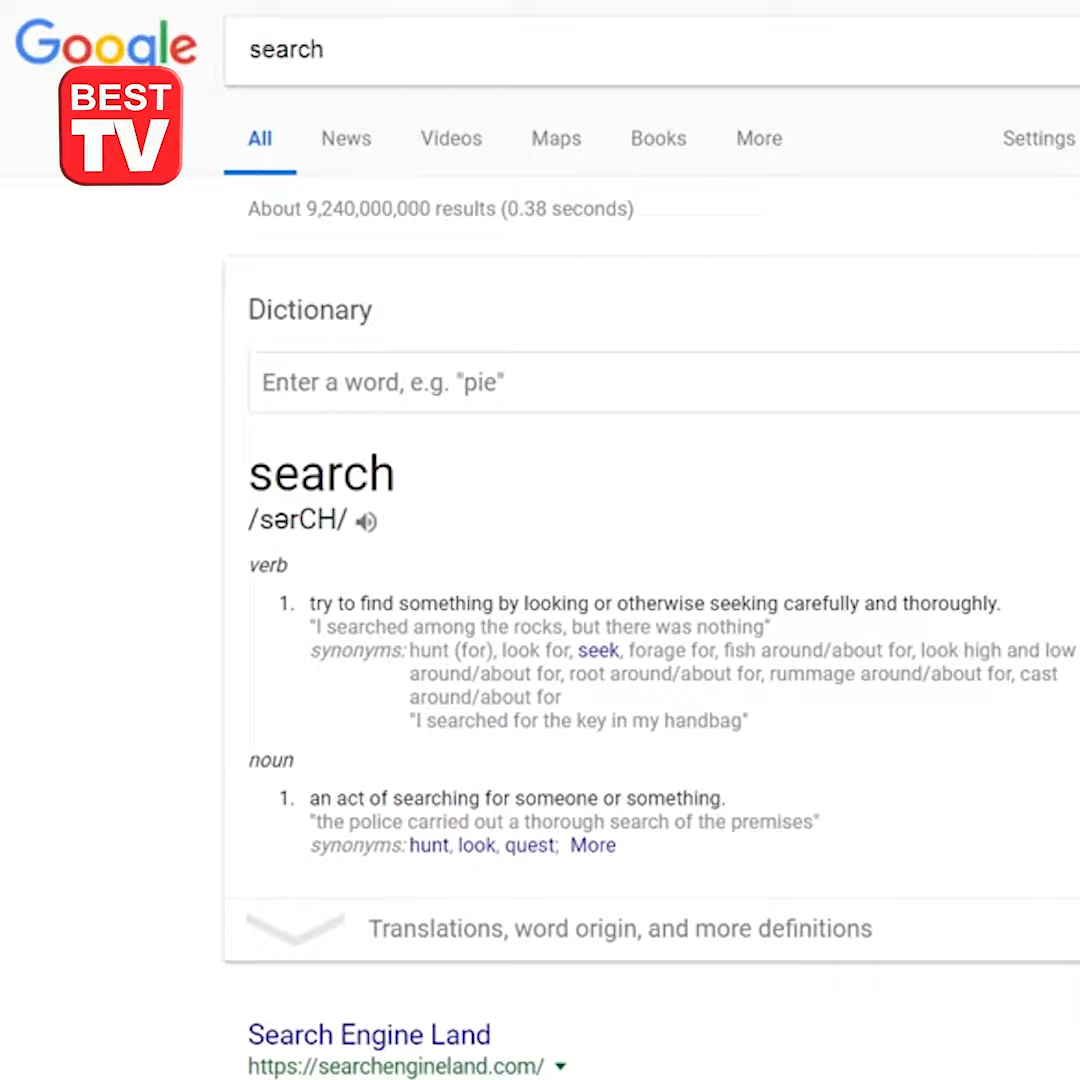 Google
search
BEST
TV
All News Videos Maps Books More Settings
About 9,240,000,000 results (0.38 seconds)
Dictionary
Enter a word, e.g. "pie"
search
/sərCH/
verb
1. try to find something by looking or otherwise seeking carefully and thoroughly.
"I searched among the rocks, but there was nothing"
synonyms: hunt (for), look for, seek, forage for, fish around/about for, look high and low
around/about for, root around/about for, rummage around/about for, cast
around/about for
"I searched for the key in my handbag"
noun
1. an act of searching for someone or something.
"the police carried out a thorough search of the premises"
synonyms: hunt, look, quest; More
Translations, word origin, and more definitions
Search Engine Land
https://searchengineland.com/